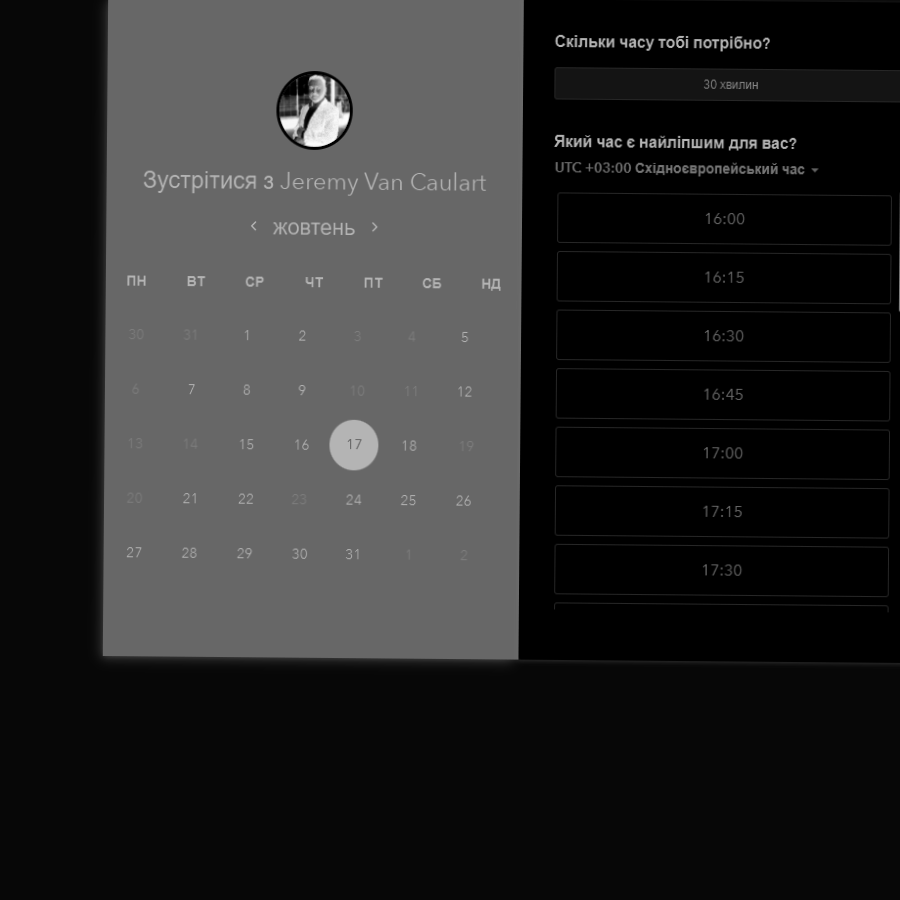 Зустрітися з Jeremy Van Caulart
жовтень
ПН ВТ СР ЧТ ПТ СБ НД
30 31 1 2 3 4 5
6 7 8 9 10 11 12
13 14 15 16 17 18 19
20 21 22 23 24 25 26
27 28 29 30 31 1 2
Скільки часу тобі потрібно?
30 хвилин
Який час є найліпшим для вас?
UTC +03:00 Східноєвропейський час
16:00
16:15
16:30
16:45
17:00
17:15
17:30